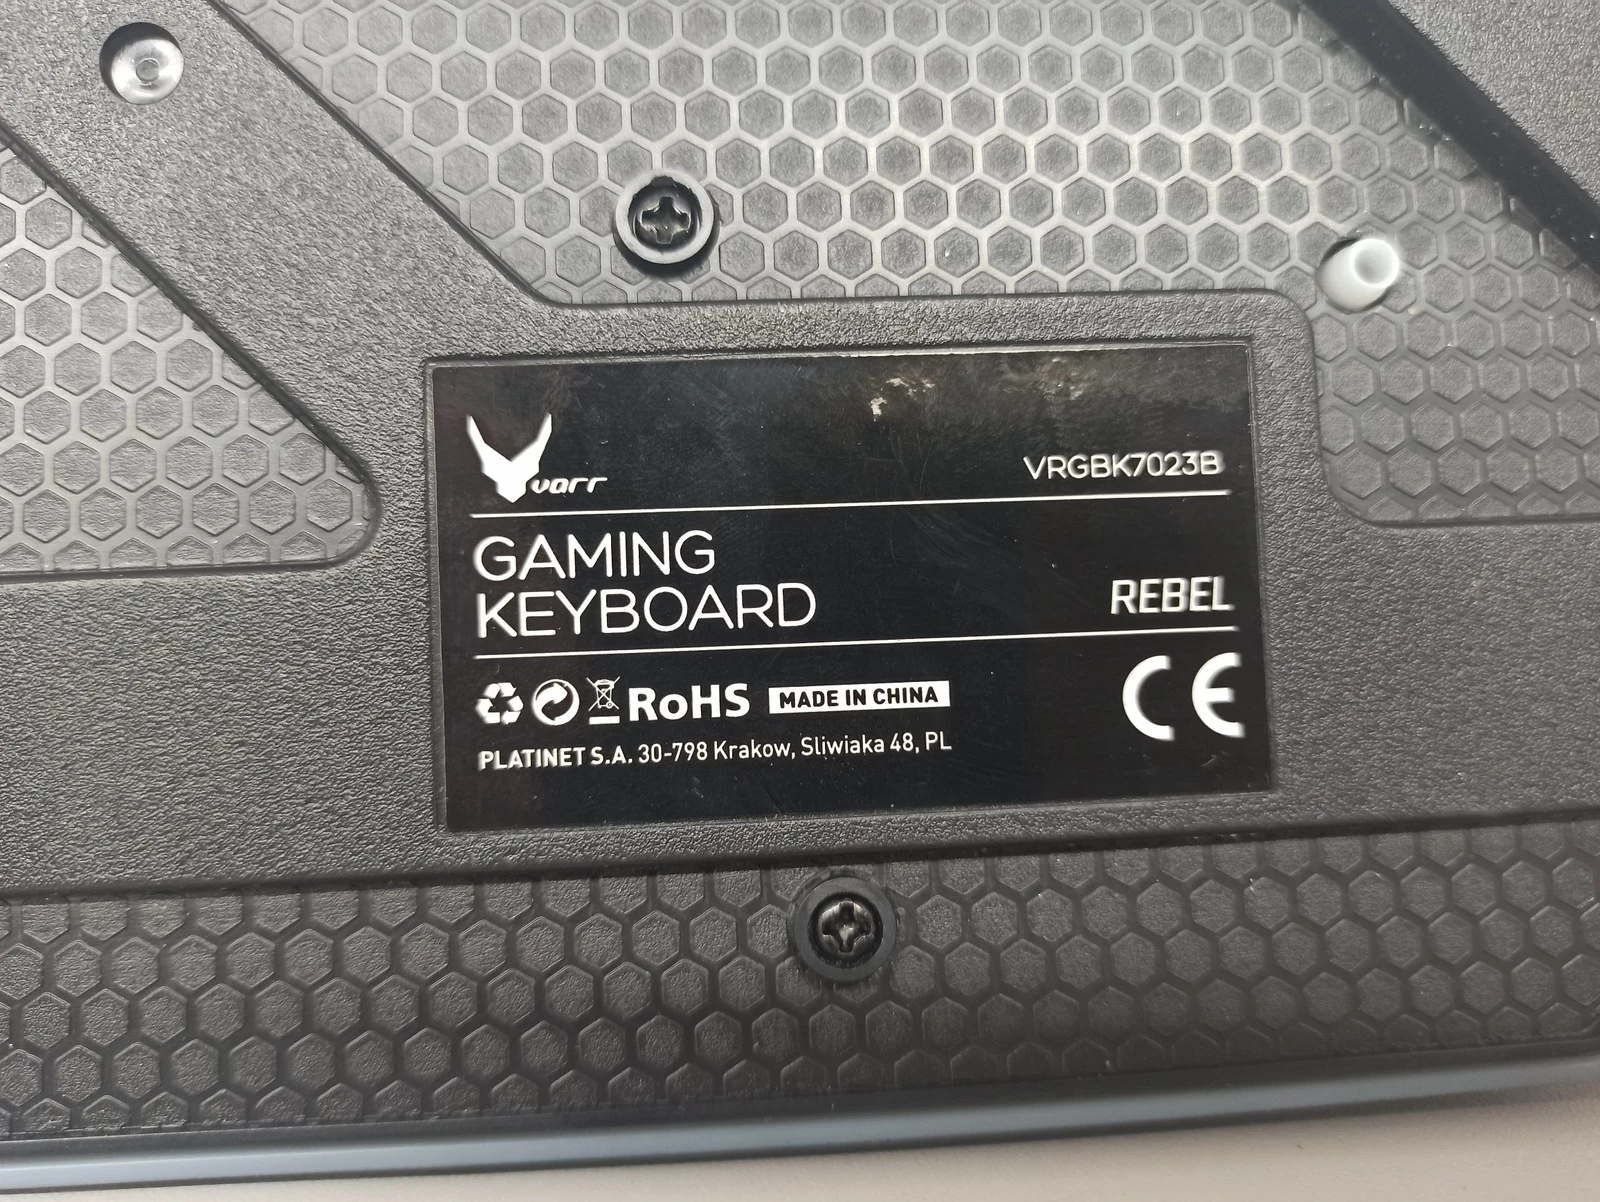 varr
VRGBK7023B
GAMING
KEYBOARD
REBEL
RoHS MADE IN CHINA
CE
PLATINET S.A. 30-798 Krakow, Sliwiaka 48, PL